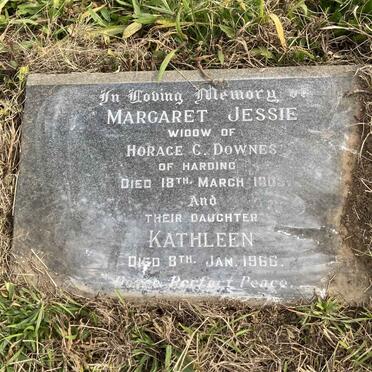 In Loving Memory of
MARGARET JESSIE
WIDOW OF
HORACE C. DOWNES
OF HARDING
DIED 18TH. MARCH
And
THEIR DAUGHTER
KATHLEEN
DIED 8TH. JAN. 1966.
Perfect Peace